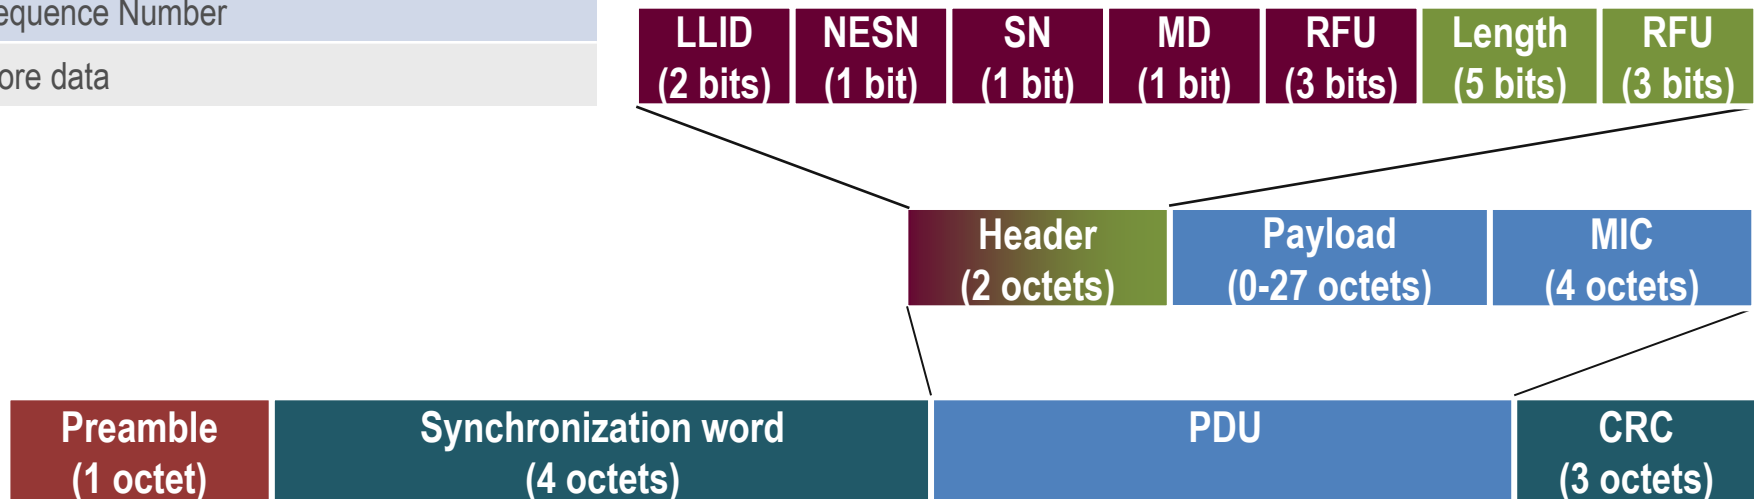 equence Number
ore data
LLID NESN SN MD RFU Length RFU
(2 bits) (1 bit) (1 bit) (1 bit) (3 bits) (5 bits) (3 bits)
Header Payload MIC
(2 octets) (0-27 octets) (4 octets)
Preamble Synchronization word PDU CRC
(1 octet) (4 octets) (3 octets)